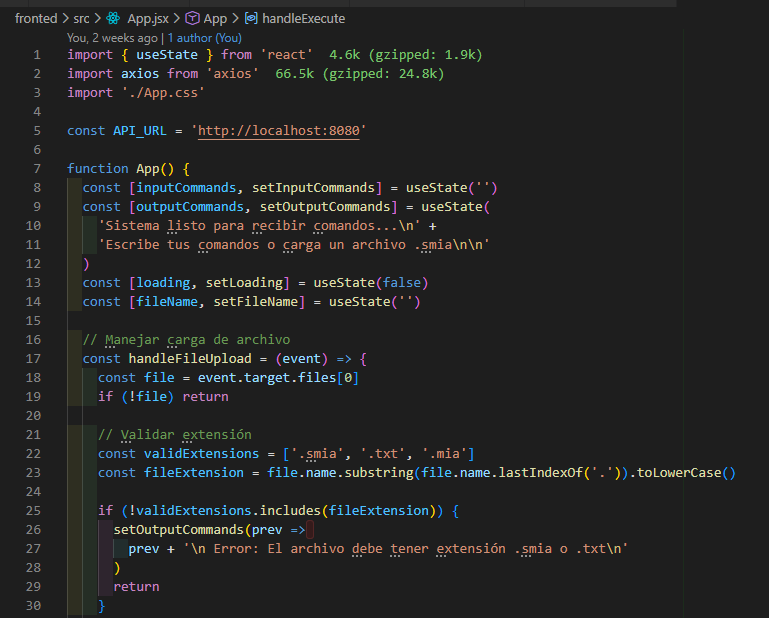 fronted > src > App.jsx > App > handleExecute
You, 2 weeks ago | 1 author (You)
1 import { useState } from 'react' 4.6k (gzipped: 1.9k)
2 import axios from 'axios' 66.5k (gzipped: 24.8k)
3 import './App.css'
4
5 const API_URL = 'http://localhost:8080'
6
7 function App() {
8 const [inputCommands, setInputCommands] = useState('')
9 const [outputCommands, setOutputCommands] = useState(
10 'Sistema listo para recibir comandos...\n' +
11 'Escribe tus comandos o carga un archivo .smia\n\n'
12 )
13 const [loading, setLoading] = useState(false)
14 const [fileName, setFileName] = useState('')
15
16 // Manejar carga de archivo
17 const handleFileUpload = (event) => {
18 const file = event.target.files[0]
19 if (!file) return
20
21 // Validar extensión
22 const validExtensions = ['.smia', '.txt', '.mia']
23 const fileExtension = file.name.substring(file.name.lastIndexOf('.')).toLowerCase()
24
25 if (!validExtensions.includes(fileExtension)) {
26 setOutputCommands(prev =>
27 prev + '\n Error: El archivo debe tener extensión .smia o .txt\n'
28 )
29 return
30 }